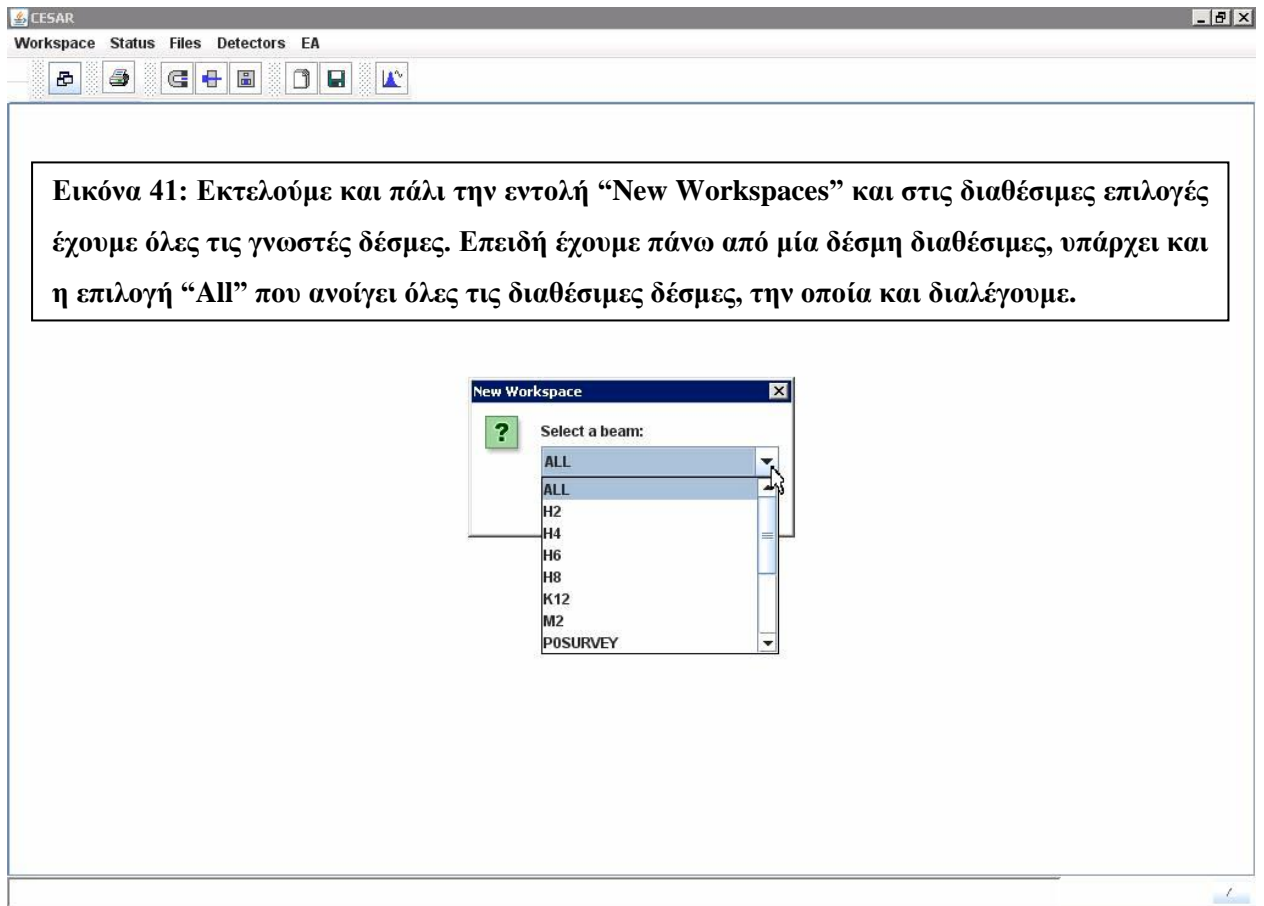 CESAR
Workspace Status Files Detectors EA
Εικόνα 41: Εκτελούμε και πάλι την εντολή “New Workspaces” και στις διαθέσιμες επιλογές
έχουμε όλες τις γνωστές δέσμες. Επειδή έχουμε πάνω από μία δέσμη διαθέσιμες, υπάρχει και
η επιλογή “All” που ανοίγει όλες τις διαθέσιμες δέσμες, την οποία και διαλέγουμε.
New Workspace
Select a beam:
ALL
ALL
H2
H4
H6
H8
K12
M2
P0SURVEY